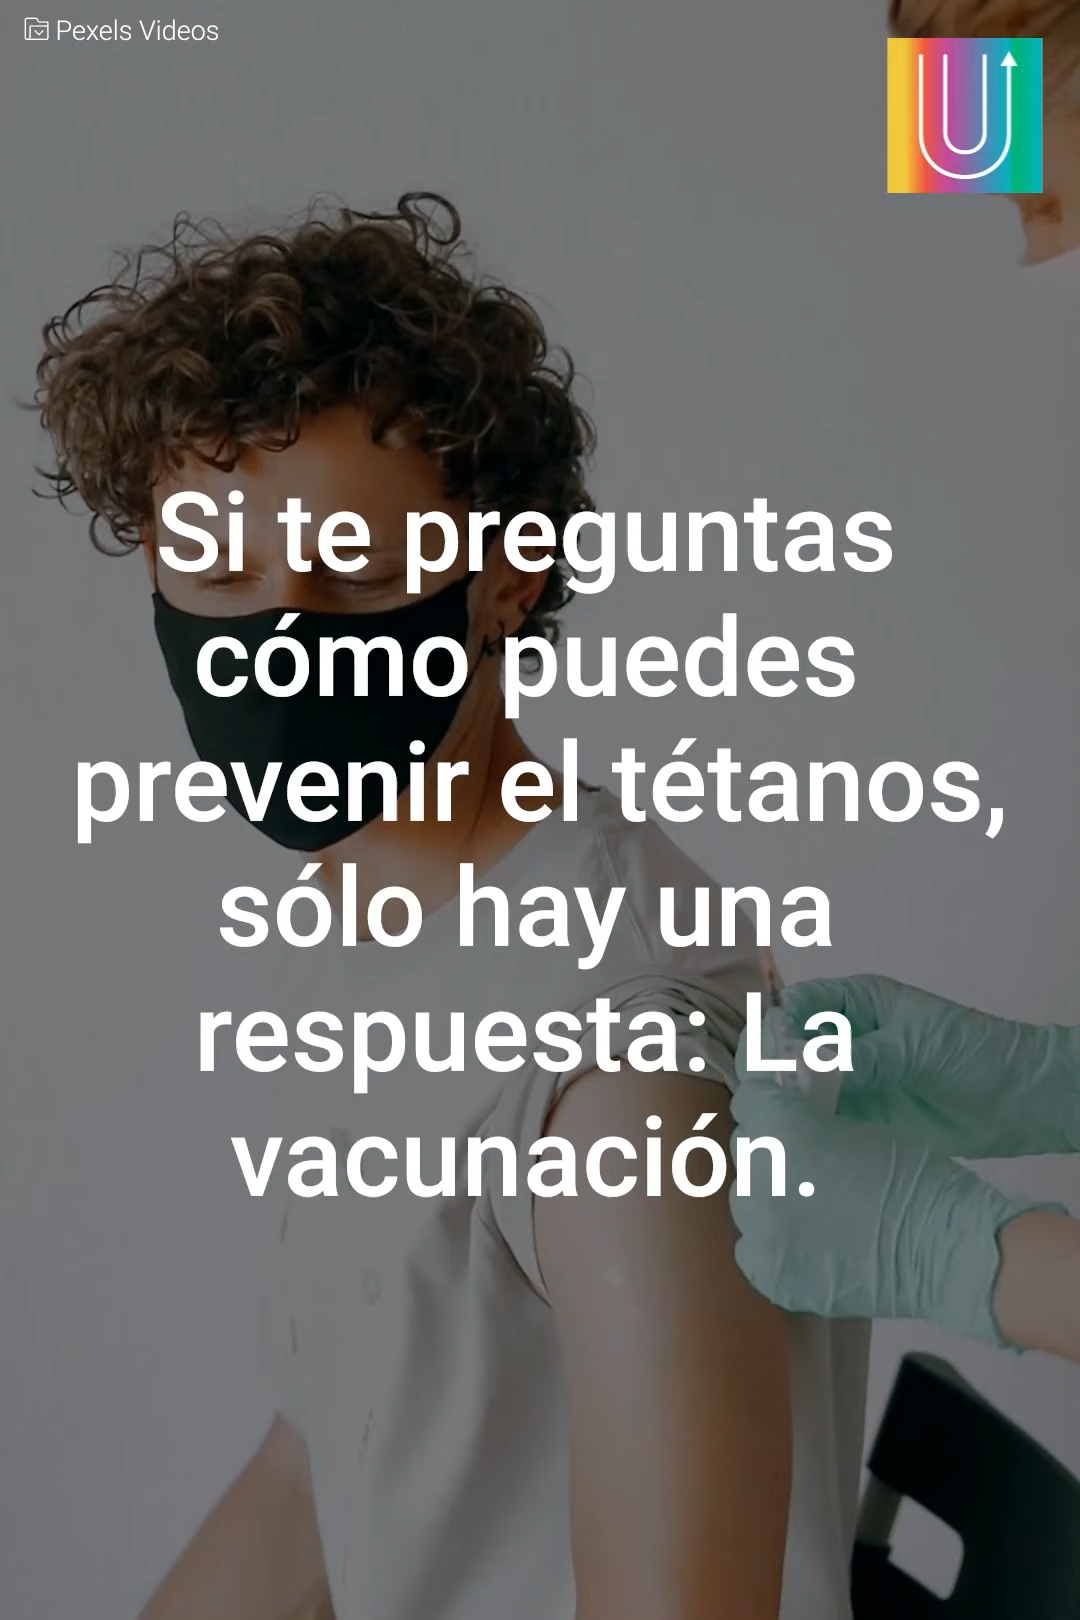 Pexels Videos
Si te preguntas
cómo puedes
prevenir el tétanos,
sólo hay una
respuesta: La
vacunación.